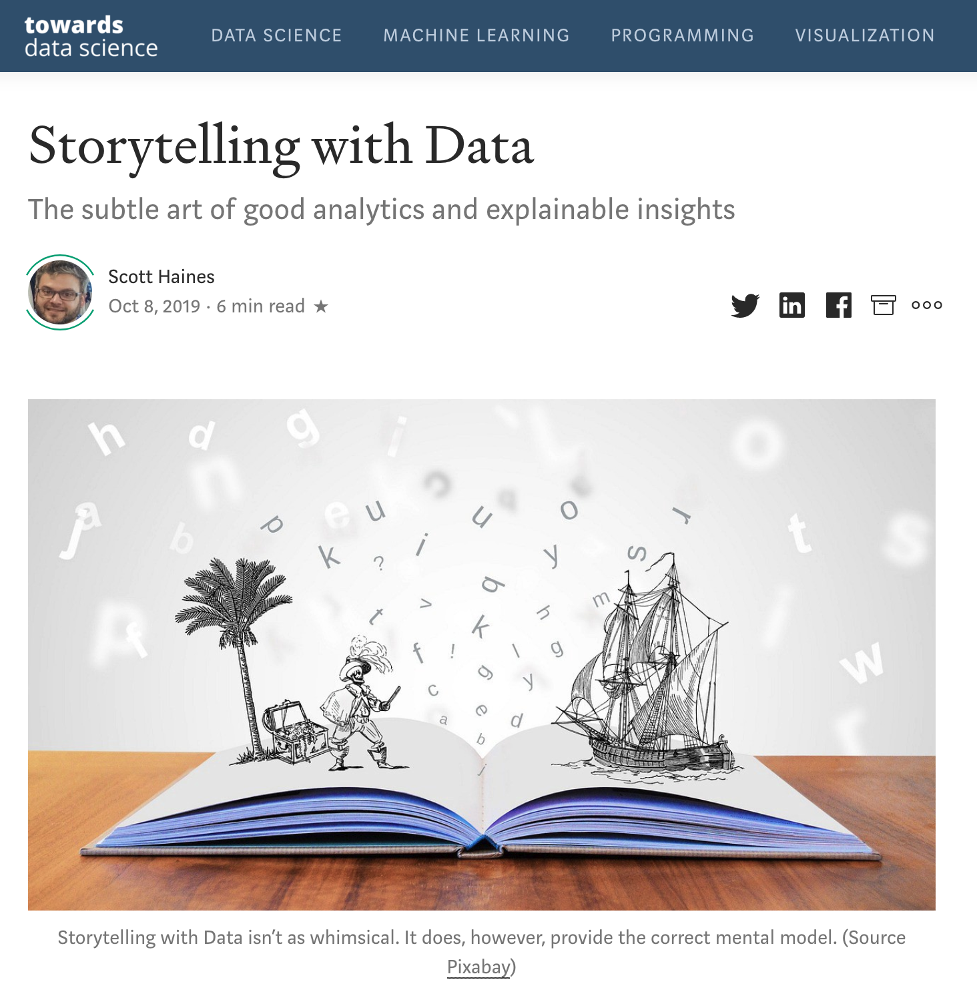 towards
data science
DATA SCIENCE MACHINE LEARNING PROGRAMMING VISUALIZATION
Storytelling with Data
The subtle art of good analytics and explainable insights
Scott Haines
Oct 8, 2019 · 6 min read ★
h d g i o
n c
j a b p e u u o r t s
k ? i y s
q
t > h m
p f f ! k l g w
c g y
a e d r
b
j
Storytelling with Data isn’t as whimsical. It does, however, provide the correct mental model. (Source
Pixabay)